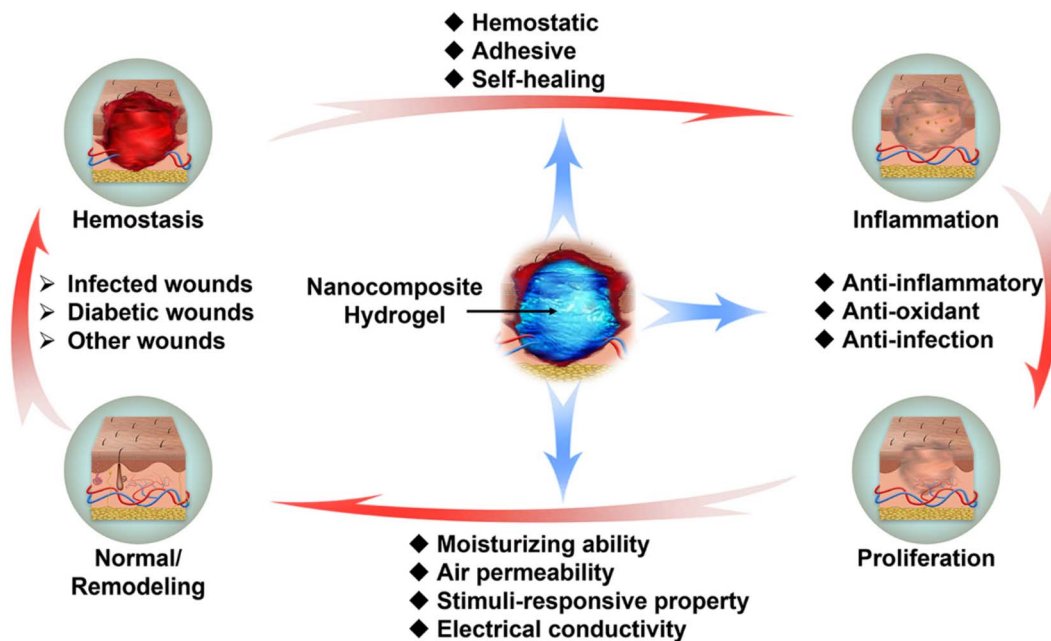 ◆ Hemostatic
◆ Adhesive
◆ Self-healing
Hemostasis
Inflammation
➢ Infected wounds
➢ Diabetic wounds
➢ Other wounds
Nanocomposite
Hydrogel
◆ Anti-inflammatory
◆ Anti-oxidant
◆ Anti-infection
Normal/
Remodeling
Proliferation
◆ Moisturizing ability
◆ Air permeability
◆ Stimuli-responsive property
◆ Electrical conductivity